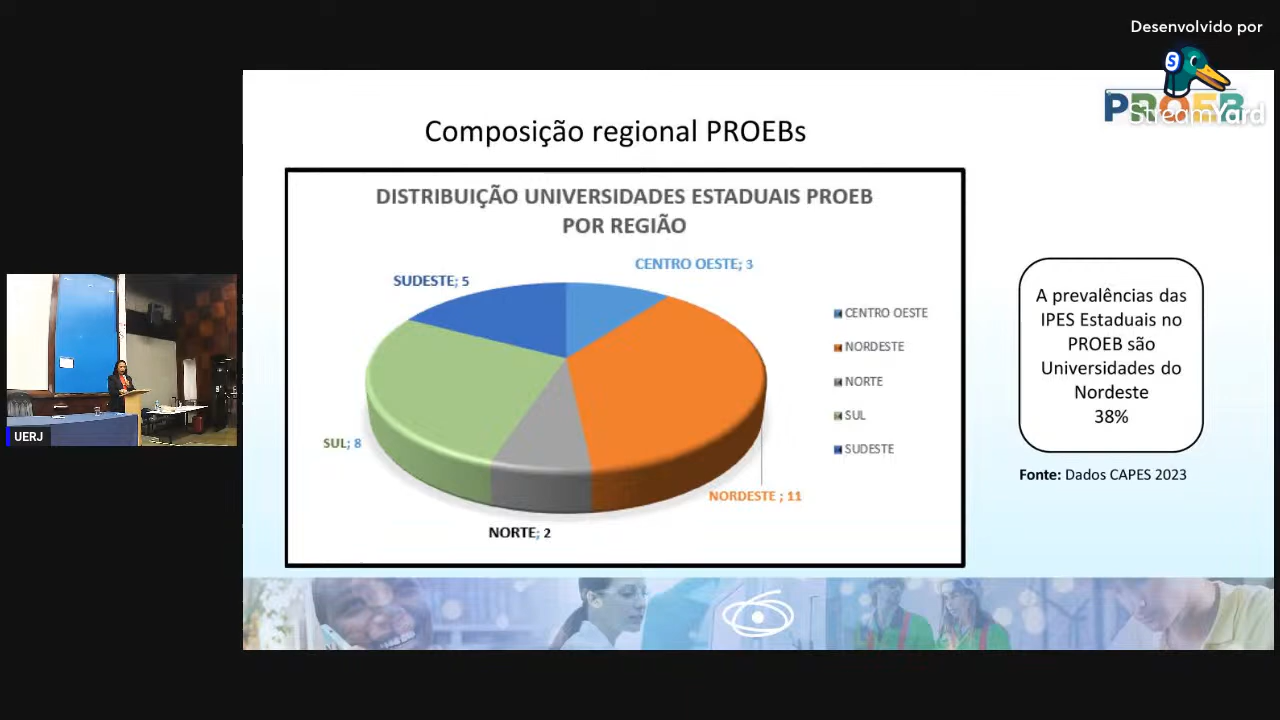 Desenvolvido por
S
PROEB
StreamYard
Composição regional PROEBs
DISTRIBUIÇÃO UNIVERSIDADES ESTADUAIS PROEB
POR REGIÃO
CENTRO OESTE; 3
SUDESTE; 5
SUL; 8
NORDESTE ; 11
NORTE; 2
CENTRO OESTE
NORDESTE
NORTE
SUL
SUDESTE
A prevalências das
IPES Estaduais no
PROEB são
Universidades do
Nordeste
38%
Fonte: Dados CAPES 2023
UERJ